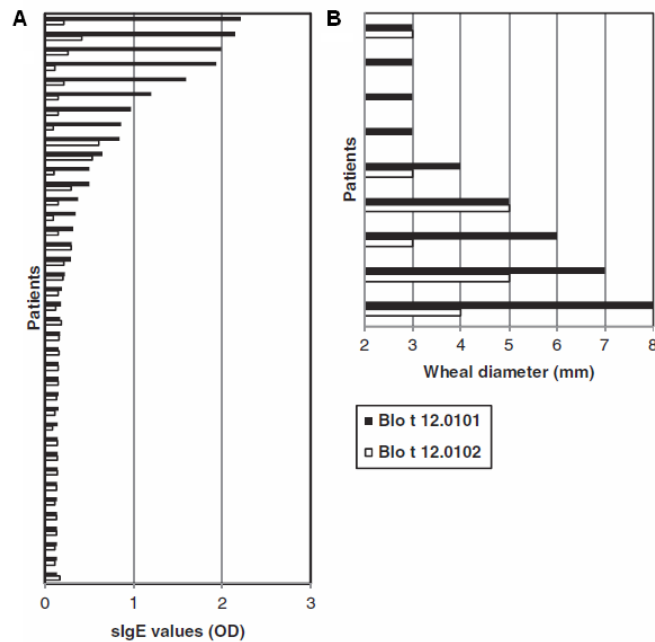 A
Patients
0 1 2 3
sIgE values (OD)
B
Patients
2 3 4 5 6 7 8
Wheal diameter (mm)
Blo t 12.0101
Blo t 12.0102